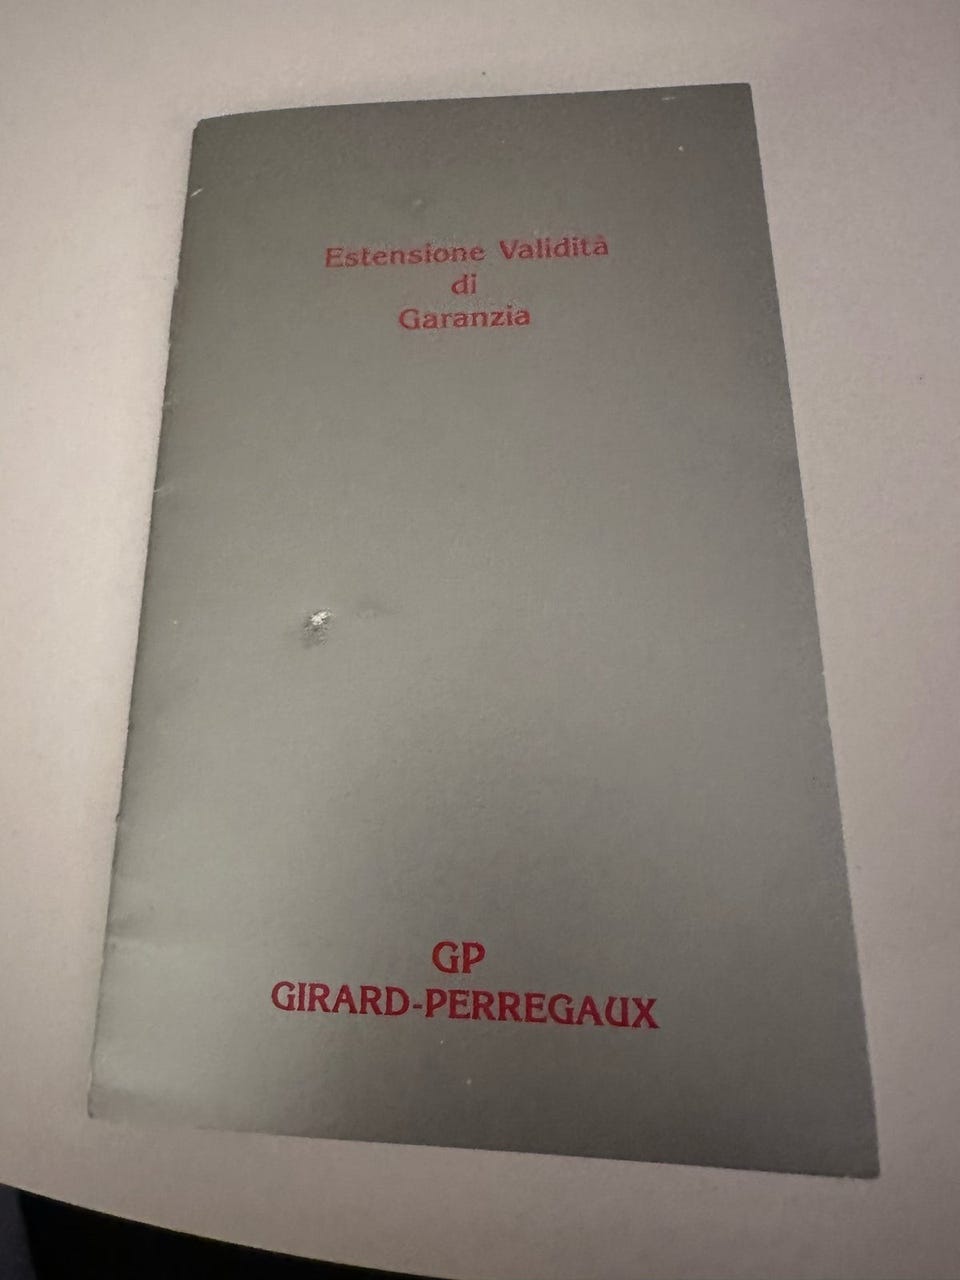 Estensione Validità
di
Garanzia
GP
GIRARD-PERREGAUX